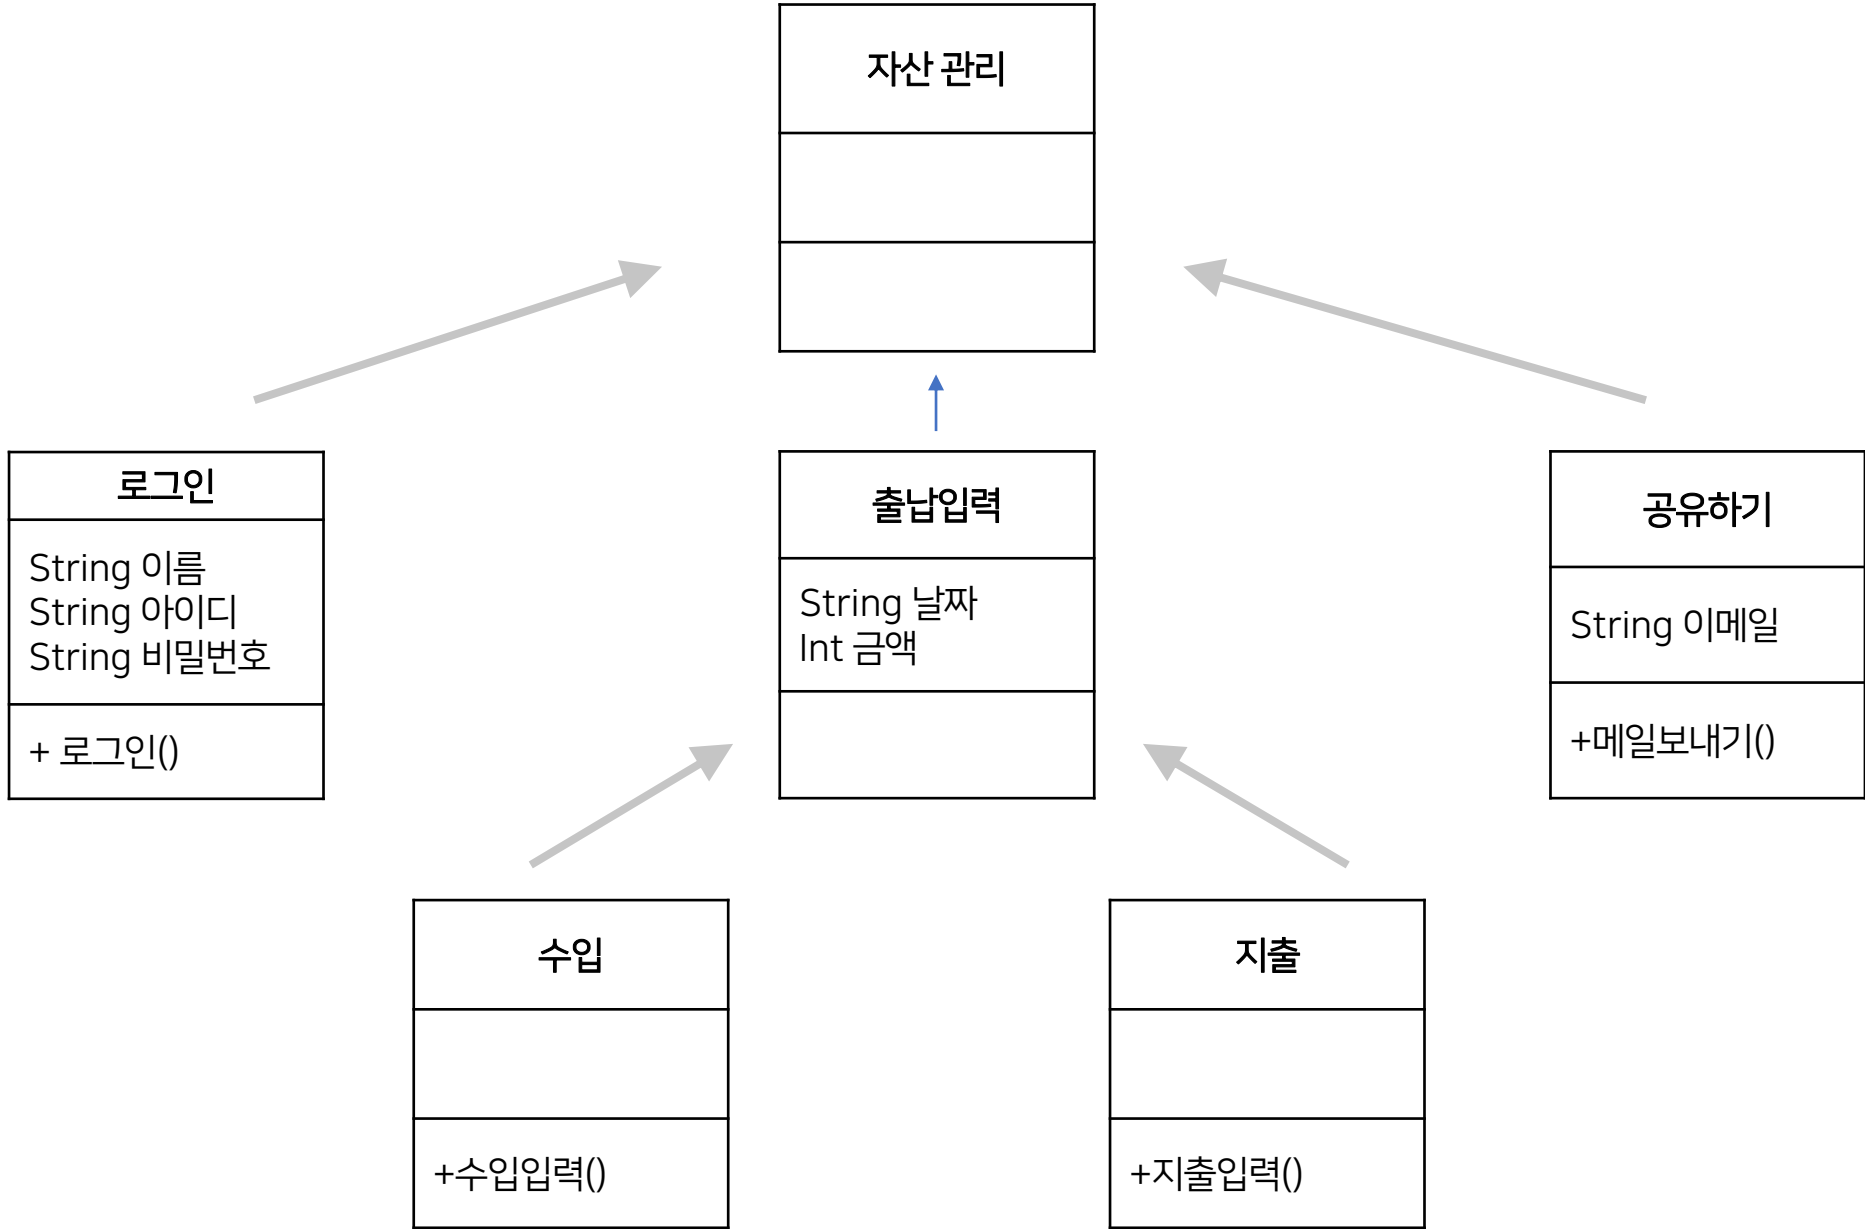 자산 관리
로그인
String 이름
String 아이디
String 비밀번호
+ 로그인()
출납입력
String 날짜
Int 금액
공유하기
String 이메일
+메일보내기()
수입
+수입입력()
지출
+지출입력()